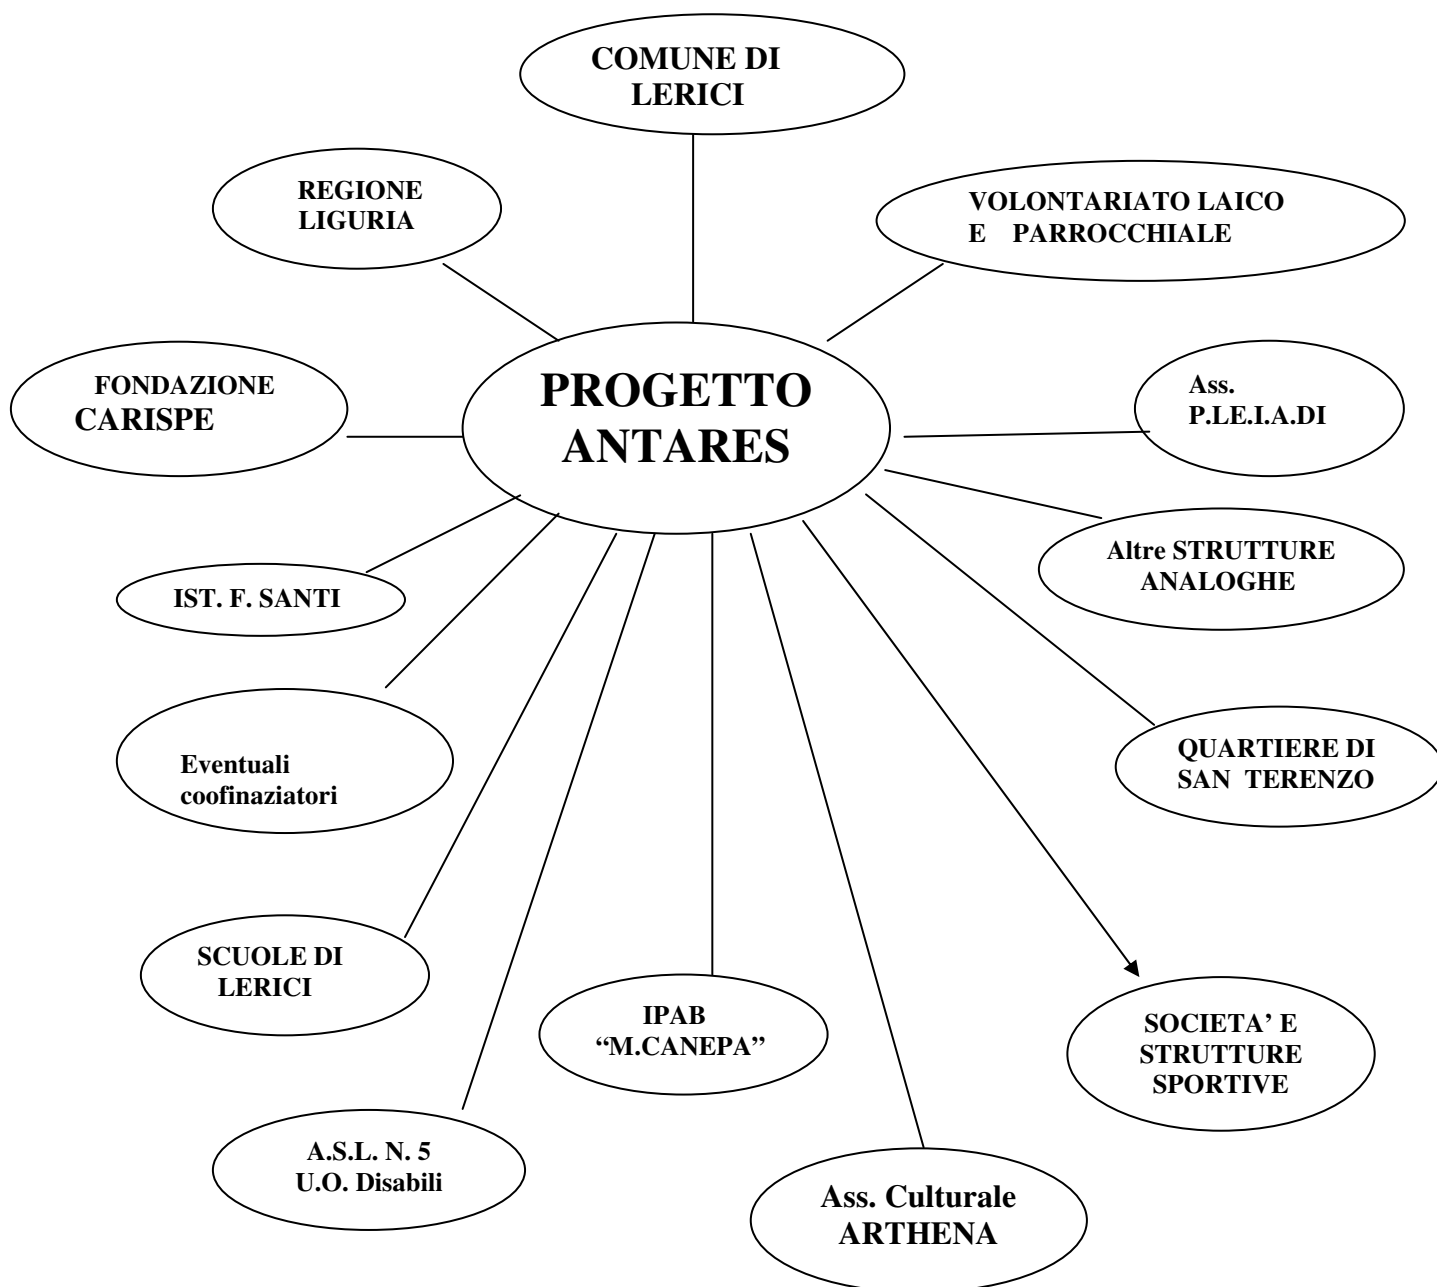 COMUNE DI
LERICI
REGIONE
LIGURIA
VOLONTARIATO LAICO
E PARROCCHIALE
FONDAZIONE
CARISPE
PROGETTO
ANTARES
Ass.
P.LE.I.A.DI
Altre STRUTTURE
ANALOGHE
IST. F. SANTI
Eventuali
coofinaziatori
QUARTIERE DI
SAN TERENZO
SCUOLE DI
LERICI
IPAB
“M.CANEPA”
SOCIETA’ E
STRUTTURE
SPORTIVE
A.S.L. N. 5
U.O. Disabili
Ass. Culturale
ARTHENA